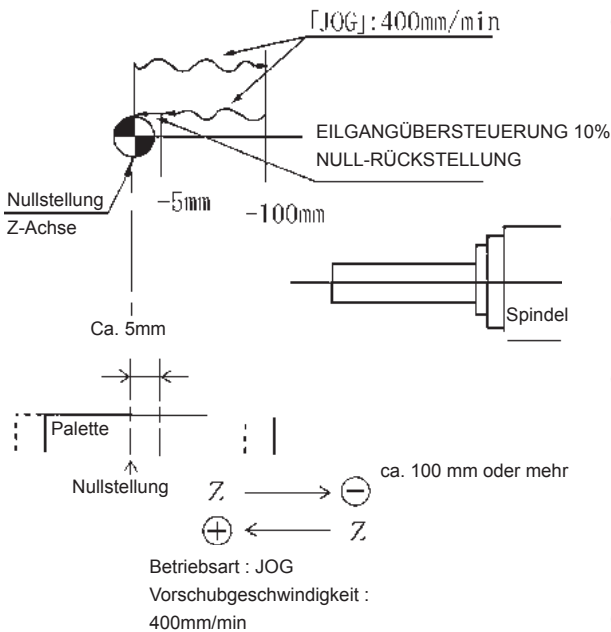 「JOG」:400mm/min
EILGANGÜBERSTEUERUNG 10%
NULL-RÜCKSTELLUNG
Nullstellung
Z-Achse
-5mm
-100mm
Spindel
Ca. 5mm
Palette
Nullstellung
ca. 100 mm oder mehr
Z ⊖
⊕ Z
Betriebsart : JOG
Vorschubgeschwindigkeit :
400mm/min